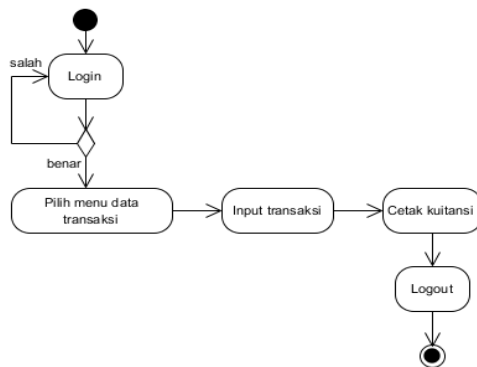 salah
Login
benar
Pilih menu data
transaksi
Input transaksi
Cetak kuitansi
Logout